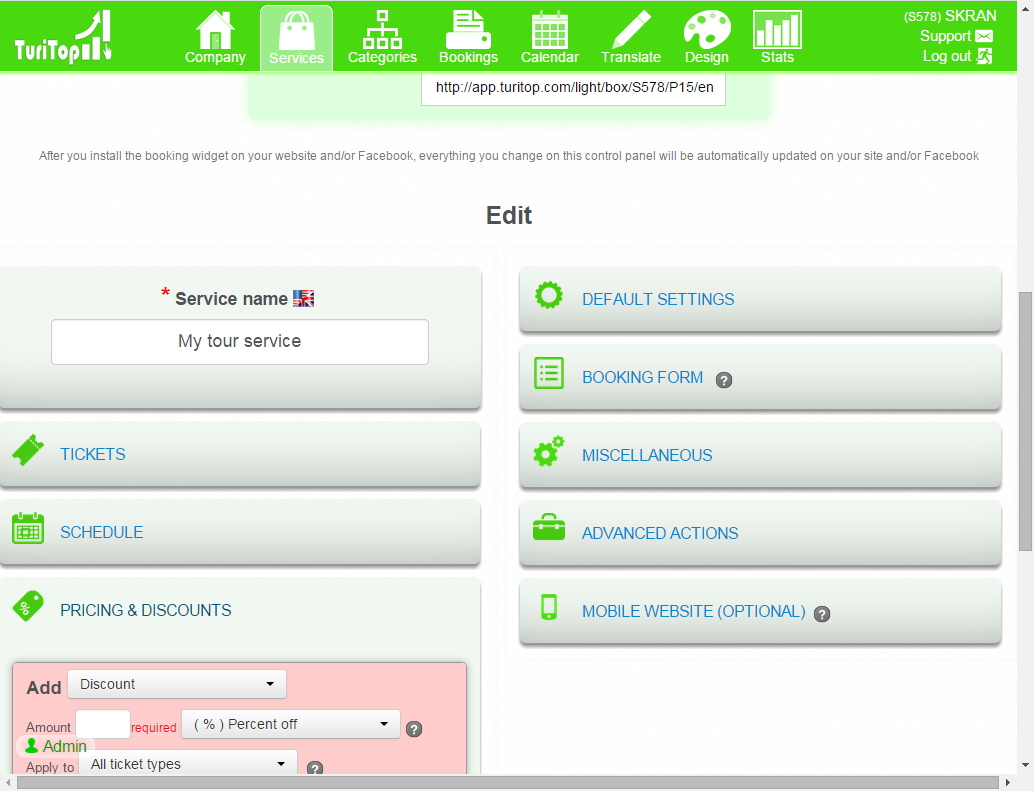 TuriTop
Company
Services
Categories
Bookings
Calendar
Translate
Design
Stats
(S578) SKRAN
Support
Log out
http://app.turitop.com/light/box/S578/P15/en
After you install the booking widget on your website and/or Facebook, everything you change on this control panel will be automatically updated on your site and/or Facebook
Edit
* Service name
My tour service
TICKETS
SCHEDULE
PRICING & DISCOUNTS
Add Discount
Amount required ( % ) Percent off ?
Admin
Apply to All ticket types ?
DEFAULT SETTINGS
BOOKING FORM ?
MISCELLANEOUS
ADVANCED ACTIONS
MOBILE WEBSITE (OPTIONAL) ?